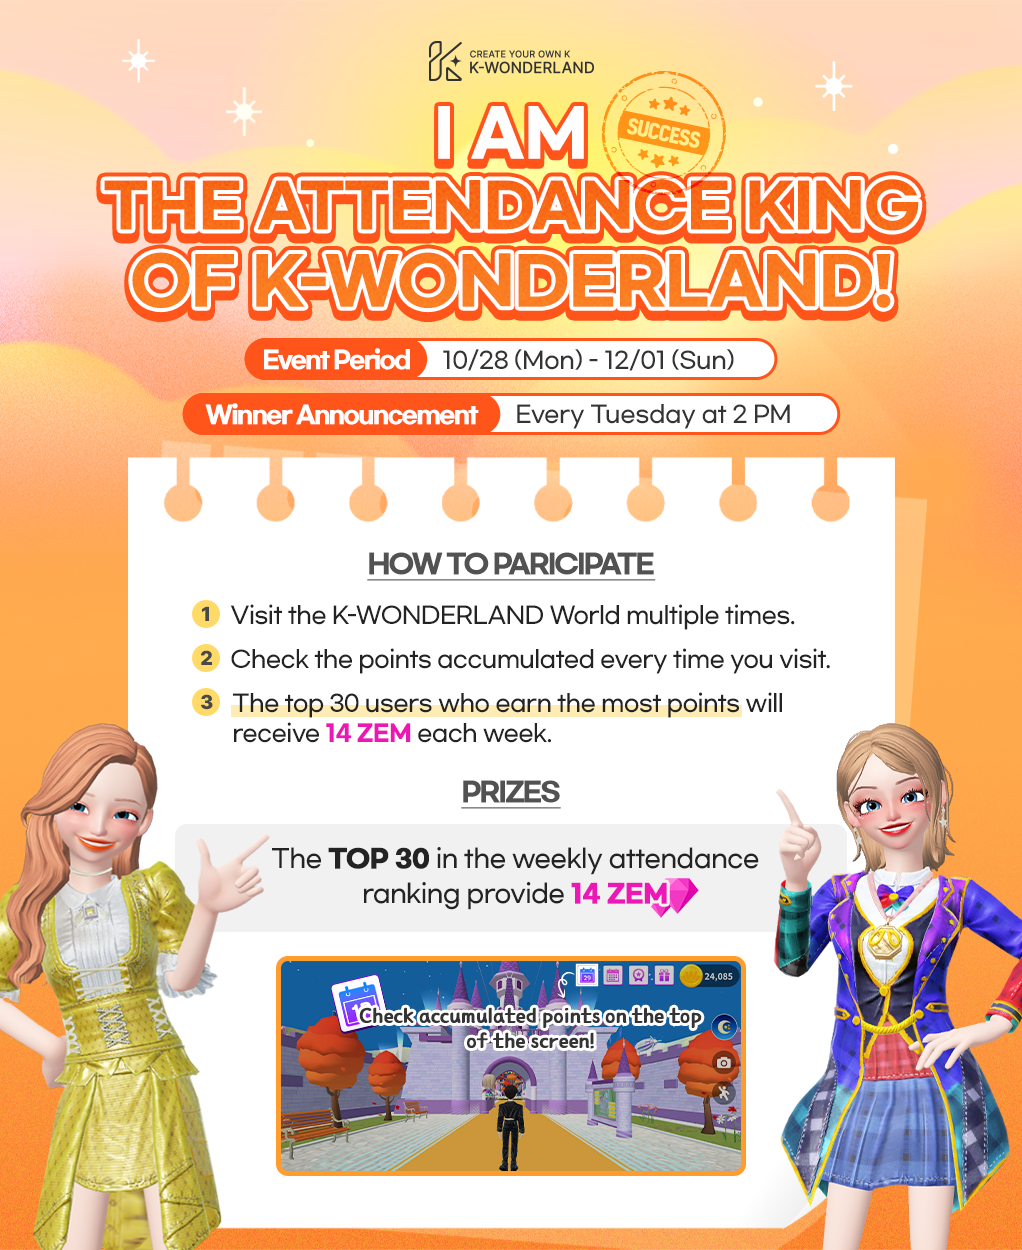 CREATE YOUR OWN K
K-WONDERLAND
I AM
SUCCESS
THE ATTENDANCE KING
OF K-WONDERLAND!
Event Period 10/28 (Mon) - 12/01 (Sun)
Winner Announcement Every Tuesday at 2 PM
HOW TO PARICIPATE
1 Visit the K-WONDERLAND World multiple times.
2 Check the points accumulated every time you visit.
3 The top 30 users who earn the most points will
receive 14 ZEM each week.
PRIZES
The TOP 30 in the weekly attendance
ranking provide 14 ZEM
24,085
Check accumulated points on the top
of the screen!